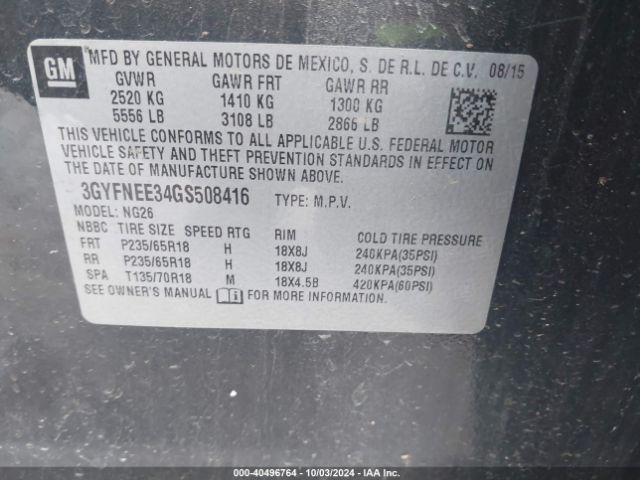 GM
MFD BY GENERAL MOTORS DE MEXICO, S. DE R.L. DE C.V. 08/15
GVWR GAWR FRT GAWR RR
2520 KG 1410 KG 1300 KG
5556 LB 3108 LB 2866 LB
THIS VEHICLE CONFORMS TO ALL APPLICABLE U.S. FEDERAL MOTOR
VEHICLE SAFETY AND THEFT PREVENTION STANDARDS IN EFFECT ON
THE DATE OF MANUFACTURE SHOWN ABOVE.
3GYFNEE34GS508416 TYPE: M.P.V.
MODEL: NG26
NBBC TIRE SIZE SPEED RTG RIM COLD TIRE PRESSURE
FRT P235/65R18 H 18X8J 240KPA(35PSI)
RR P235/65R18 H 18X8J 240KPA(35PSI)
SPA T135/70R18 M 18X4.5B 420KPA(60PSI)
SEE OWNER'S MANUAL FOR MORE INFORMATION.
000-40496764 - 10/03/2024 - IAA Inc.